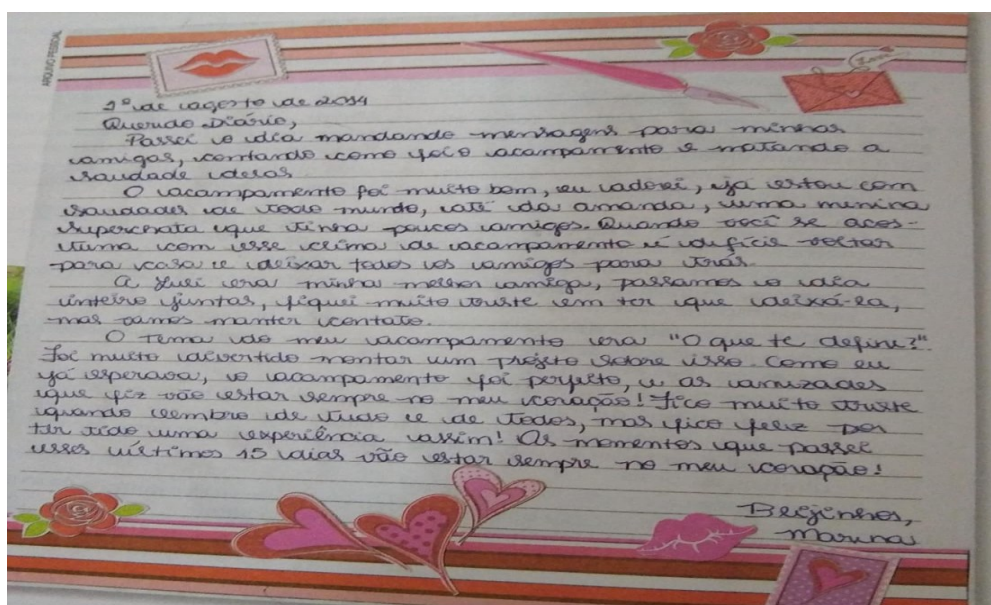 1º de agosto de 2014
Querido Diário,
Passei o dia mandando mensagens para minhas
amigas, contando como foi o acampamento e matando a
saudade delas.
O acampamento foi muito bom, eu adorei, já estou com
saudades de todo mundo, até da amanda, uma menina
superchata que tinha poucos amigos. Quando você se acos-
tuma com esse clima de acampamento é difícil voltar
para casa e deixar todos os amigos para trás.
A Juli era minha melhor amiga, passamos o dia
inteiro juntas, fiquei muito triste em ter que deixá-la,
mas vamos manter contato.
O tema do meu acampamento era "O que te define?".
Foi muito divertido montar um projeto sobre isso. Como eu
já esperava, o acampamento foi perfeito, e as amizades
que fiz vão estar sempre no meu coração! Fico muito triste
quando lembro de tudo e de todos, mas fico feliz por
ter tido uma experiência assim! Os momentos que passei
esses últimos 15 dias vão estar sempre no meu coração!
Beijinhos,
Marina